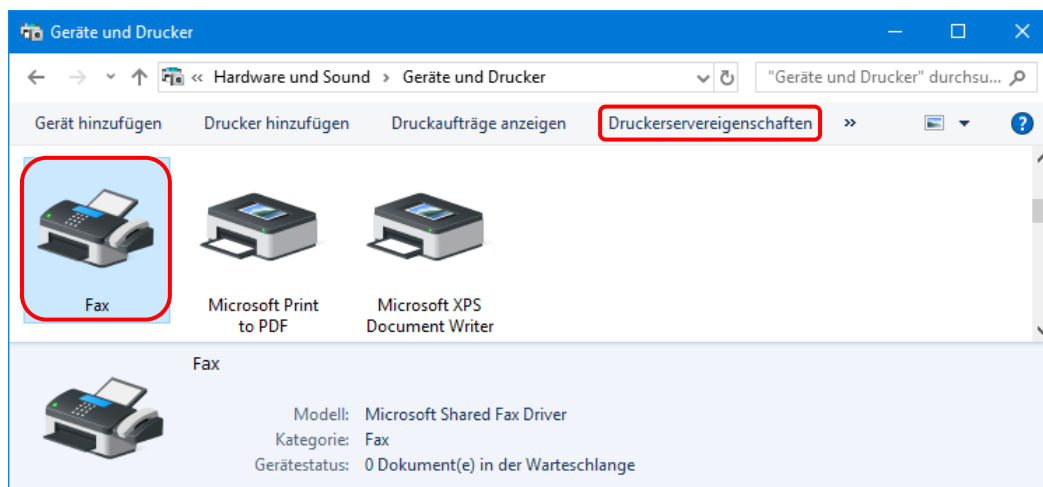 Geräte und Drucker
« Hardware und Sound › Geräte und Drucker
"Geräte und Drucker" durchsu...
Gerät hinzufügen Drucker hinzufügen Druckaufträge anzeigen Druckerservereigenschaften »
Fax
Microsoft Print
to PDF
Microsoft XPS
Document Writer
Fax
Modell: Microsoft Shared Fax Driver
Kategorie: Fax
Gerätestatus: 0 Dokument(e) in der Warteschlange